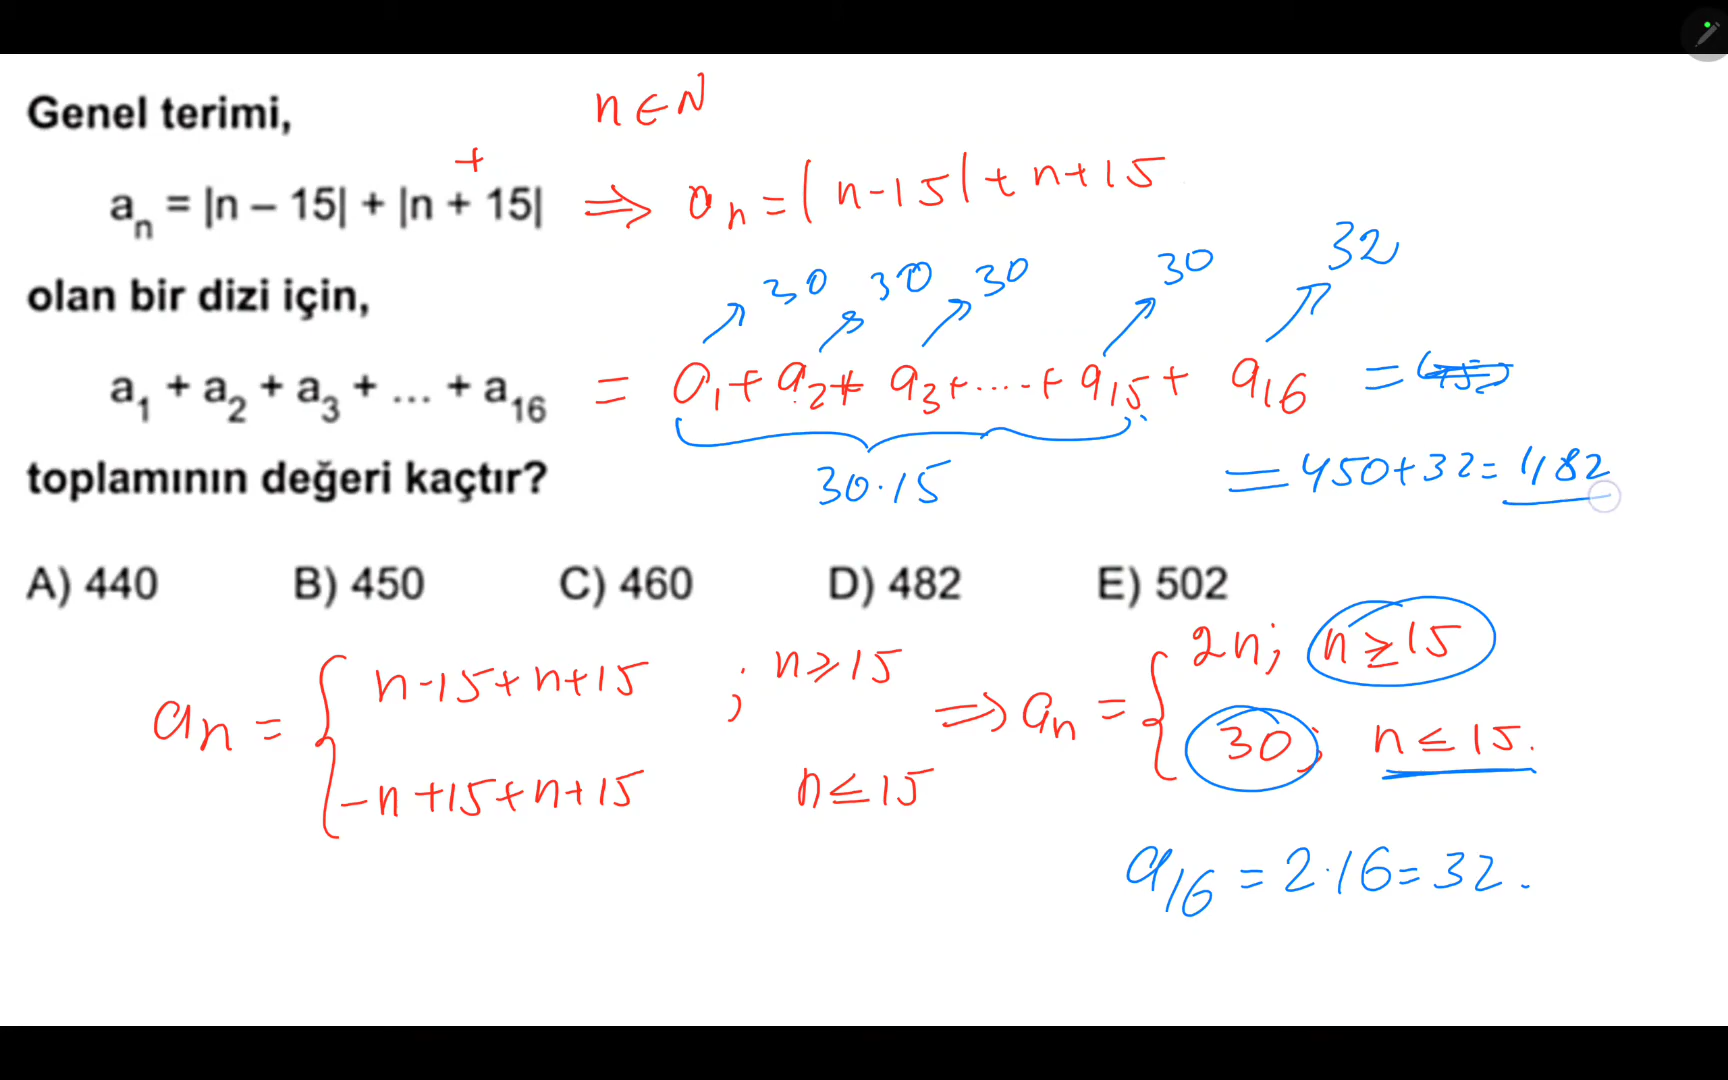 Genel terimi,
n ∈ N
+
aₙ = |n – 15| + |n + 15| ⇒ aₙ = |n-15| + n+15
30 30 30 30 32
olan bir dizi için,
a₁ + a₂ + a₃ + ... + a₁₆ = a₁ + a₂ + a₃ + .... + a₁₅ + a₁₆ =
30·15
= 450+32 = 482
toplamının değeri kaçtır?
A) 440 B) 450 C) 460 D) 482 E) 502
aₙ = { n-15+n+15 ; n ≥ 15
-n+15+n+15 n ≤ 15
⇒ aₙ = { 2n; n ≥ 15
30; n ≤ 15.
a₁₆ = 2·16 = 32.